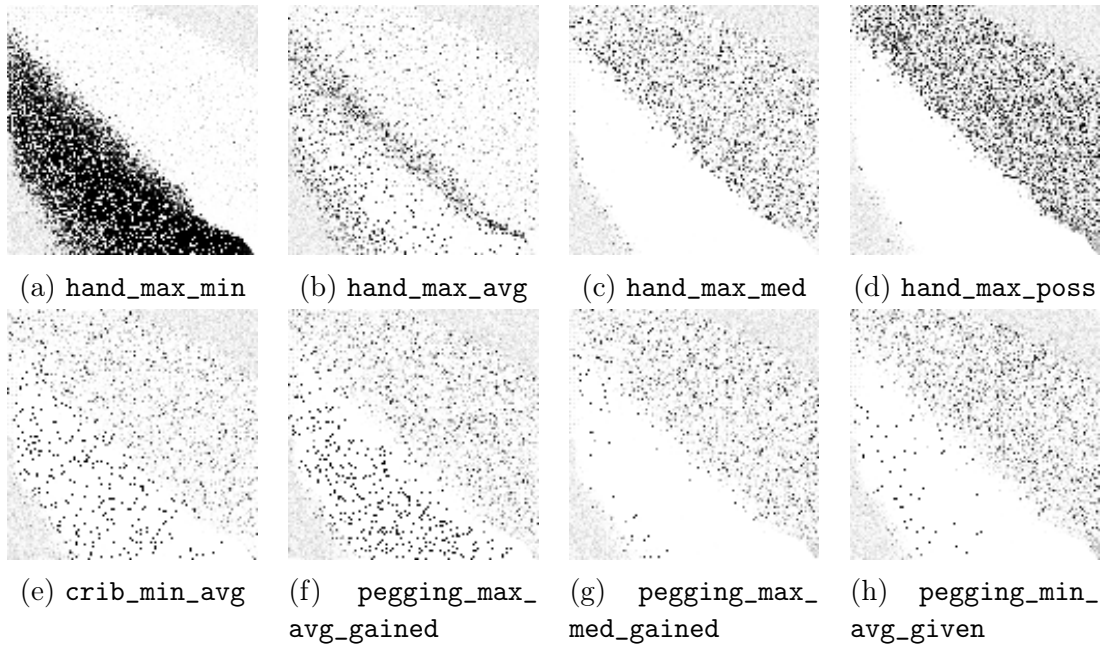 (a) hand_max_min
(b) hand_max_avg
(c) hand_max_med
(d) hand_max_poss
(e) crib_min_avg
(f) pegging_max_
avg_gained
(g) pegging_max_
med_gained
(h) pegging_min_
avg_given